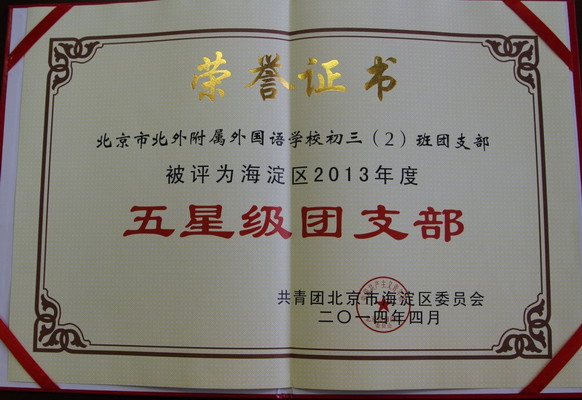 荣誉证书
北京市北外附属外国语学校初三（2）班团支部
被评为海淀区2013年度
五星级团支部
共青团北京市海淀区委员会
二〇一四年四月